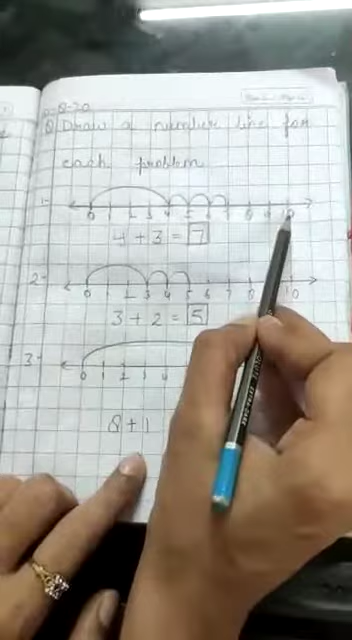 Q Draw a number line for
each problem
1-
0 1 2 3 4 5 6 7 8 9 10
4 + 3 = 7
2-
0 1 2 3 4 5 6 7 8 9 10
3 + 2 = 5
3-
0 1 2 3 4
8 + 1